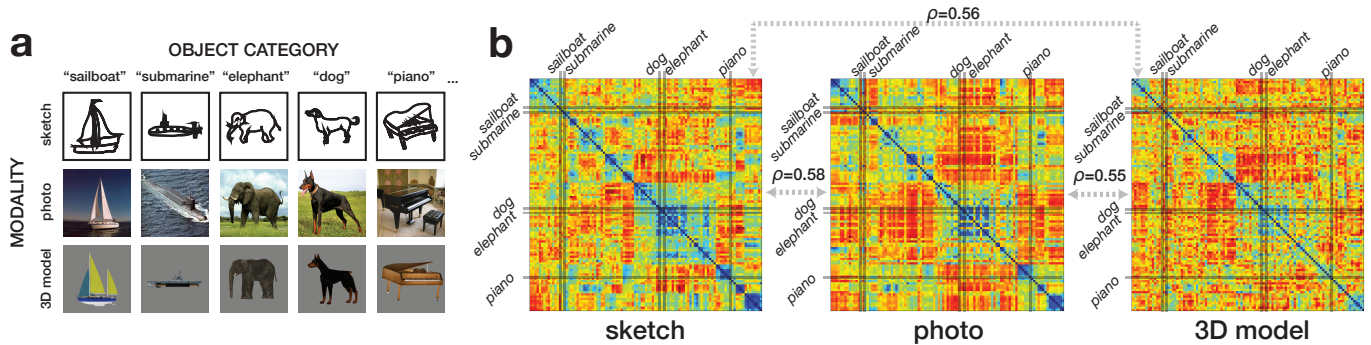 a
OBJECT CATEGORY
“sailboat” “submarine” “elephant” “dog” “piano” ...
MODALITY
sketch
photo
3D model
b
ρ=0.56
sailboat
submarine
dog
elephant
piano
sailboat
submarine
dog
elephant
piano
sketch
ρ=0.58
sailboat
submarine
dog
elephant
piano
sailboat
submarine
dog
elephant
piano
photo
ρ=0.55
sailboat
submarine
dog
elephant
piano
sailboat
submarine
dog
elephant
piano
3D model